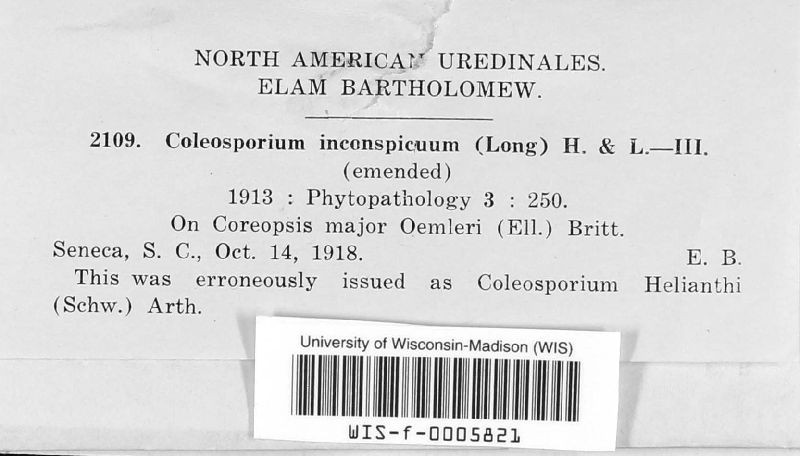 NORTH AMERICAN UREDINALES.
ELAM BARTHOLOMEW.
2109. Coleosporium inconspicuum (Long) H. & L.—III.
(emended)
1913 : Phytopathology 3 : 250.
On Coreopsis major Oemleri (Ell.) Britt.
Seneca, S. C., Oct. 14, 1918. E. B.
This was erroneously issued as Coleosporium Helianthi
(Schw.) Arth.
University of Wisconsin-Madison (WIS)
WIS-f-0005821